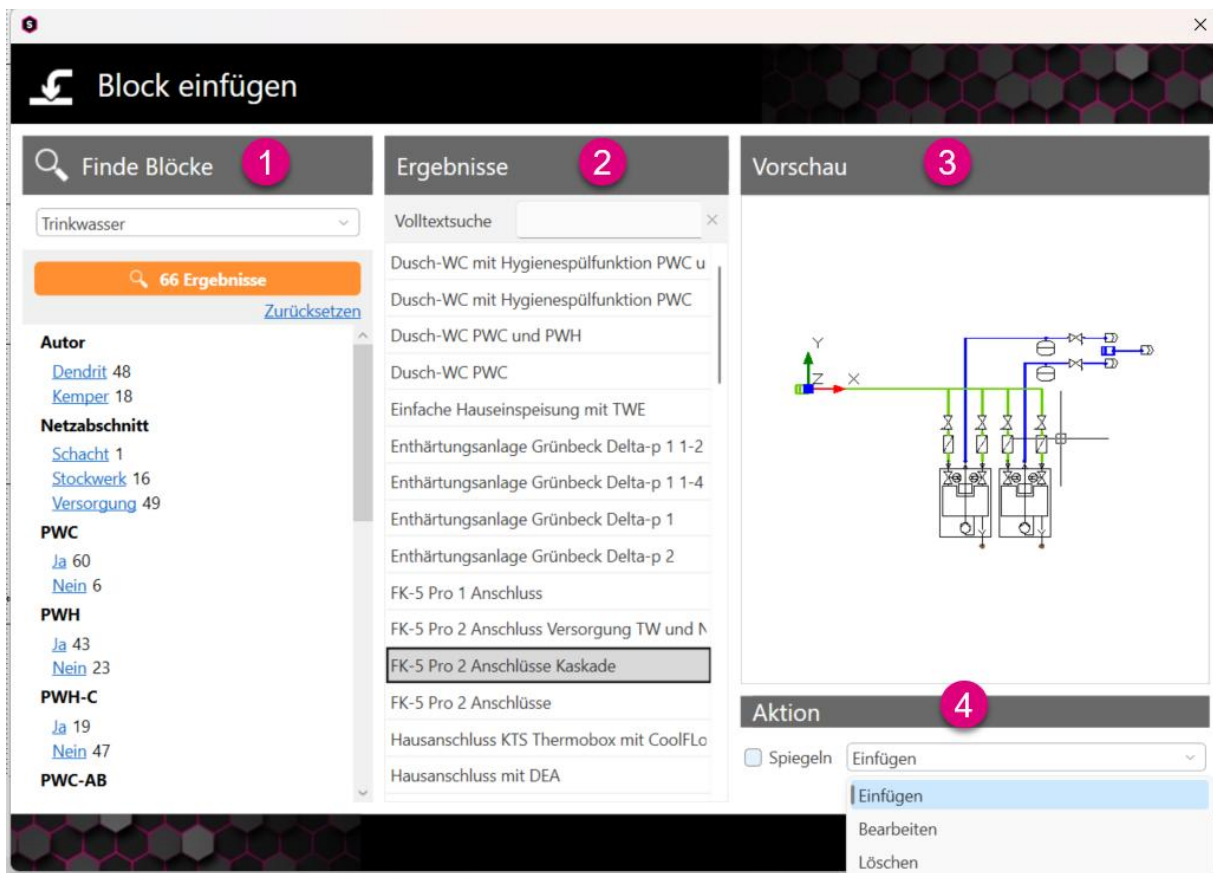 S
Block einfügen
Finde Blöcke 1
Trinkwasser
66 Ergebnisse
Zurücksetzen
Autor
Dendrit 48
Kemper 18
Netzabschnitt
Schacht 1
Stockwerk 16
Versorgung 49
PWC
Ja 60
Nein 6
PWH
Ja 43
Nein 23
PWH-C
Ja 19
Nein 47
PWC-AB
Ergebnisse 2
Volltextsuche
Dusch-WC mit Hygienespülfunktion PWC u
Dusch-WC mit Hygienespülfunktion PWC
Dusch-WC PWC und PWH
Dusch-WC PWC
Einfache Hauseinspeisung mit TWE
Enthärtungsanlage Grünbeck Delta-p 1 1-2
Enthärtungsanlage Grünbeck Delta-p 1 1-4
Enthärtungsanlage Grünbeck Delta-p 1
Enthärtungsanlage Grünbeck Delta-p 2
FK-5 Pro 1 Anschluss
FK-5 Pro 2 Anschluss Versorgung TW und N
FK-5 Pro 2 Anschlüsse Kaskade
FK-5 Pro 2 Anschlüsse
Hausanschluss KTS Thermobox mit CoolFLo
Hausanschluss mit DEA
Vorschau 3
Y
Z X
Aktion 4
Spiegeln Einfügen
Einfügen
Bearbeiten
Löschen